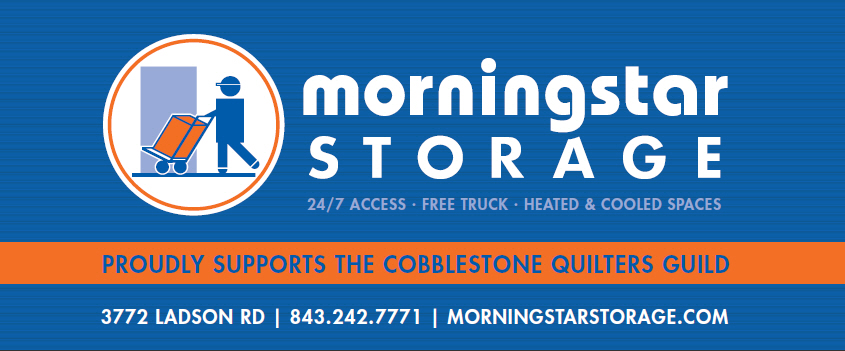 morningstar
STORAGE
24/7 ACCESS · FREE TRUCK · HEATED & COOLED SPACES
PROUDLY SUPPORTS THE COBBLESTONE QUILTERS GUILD
3772 LADSON RD | 843.242.7771 | MORNINGSTARSTORAGE.COM